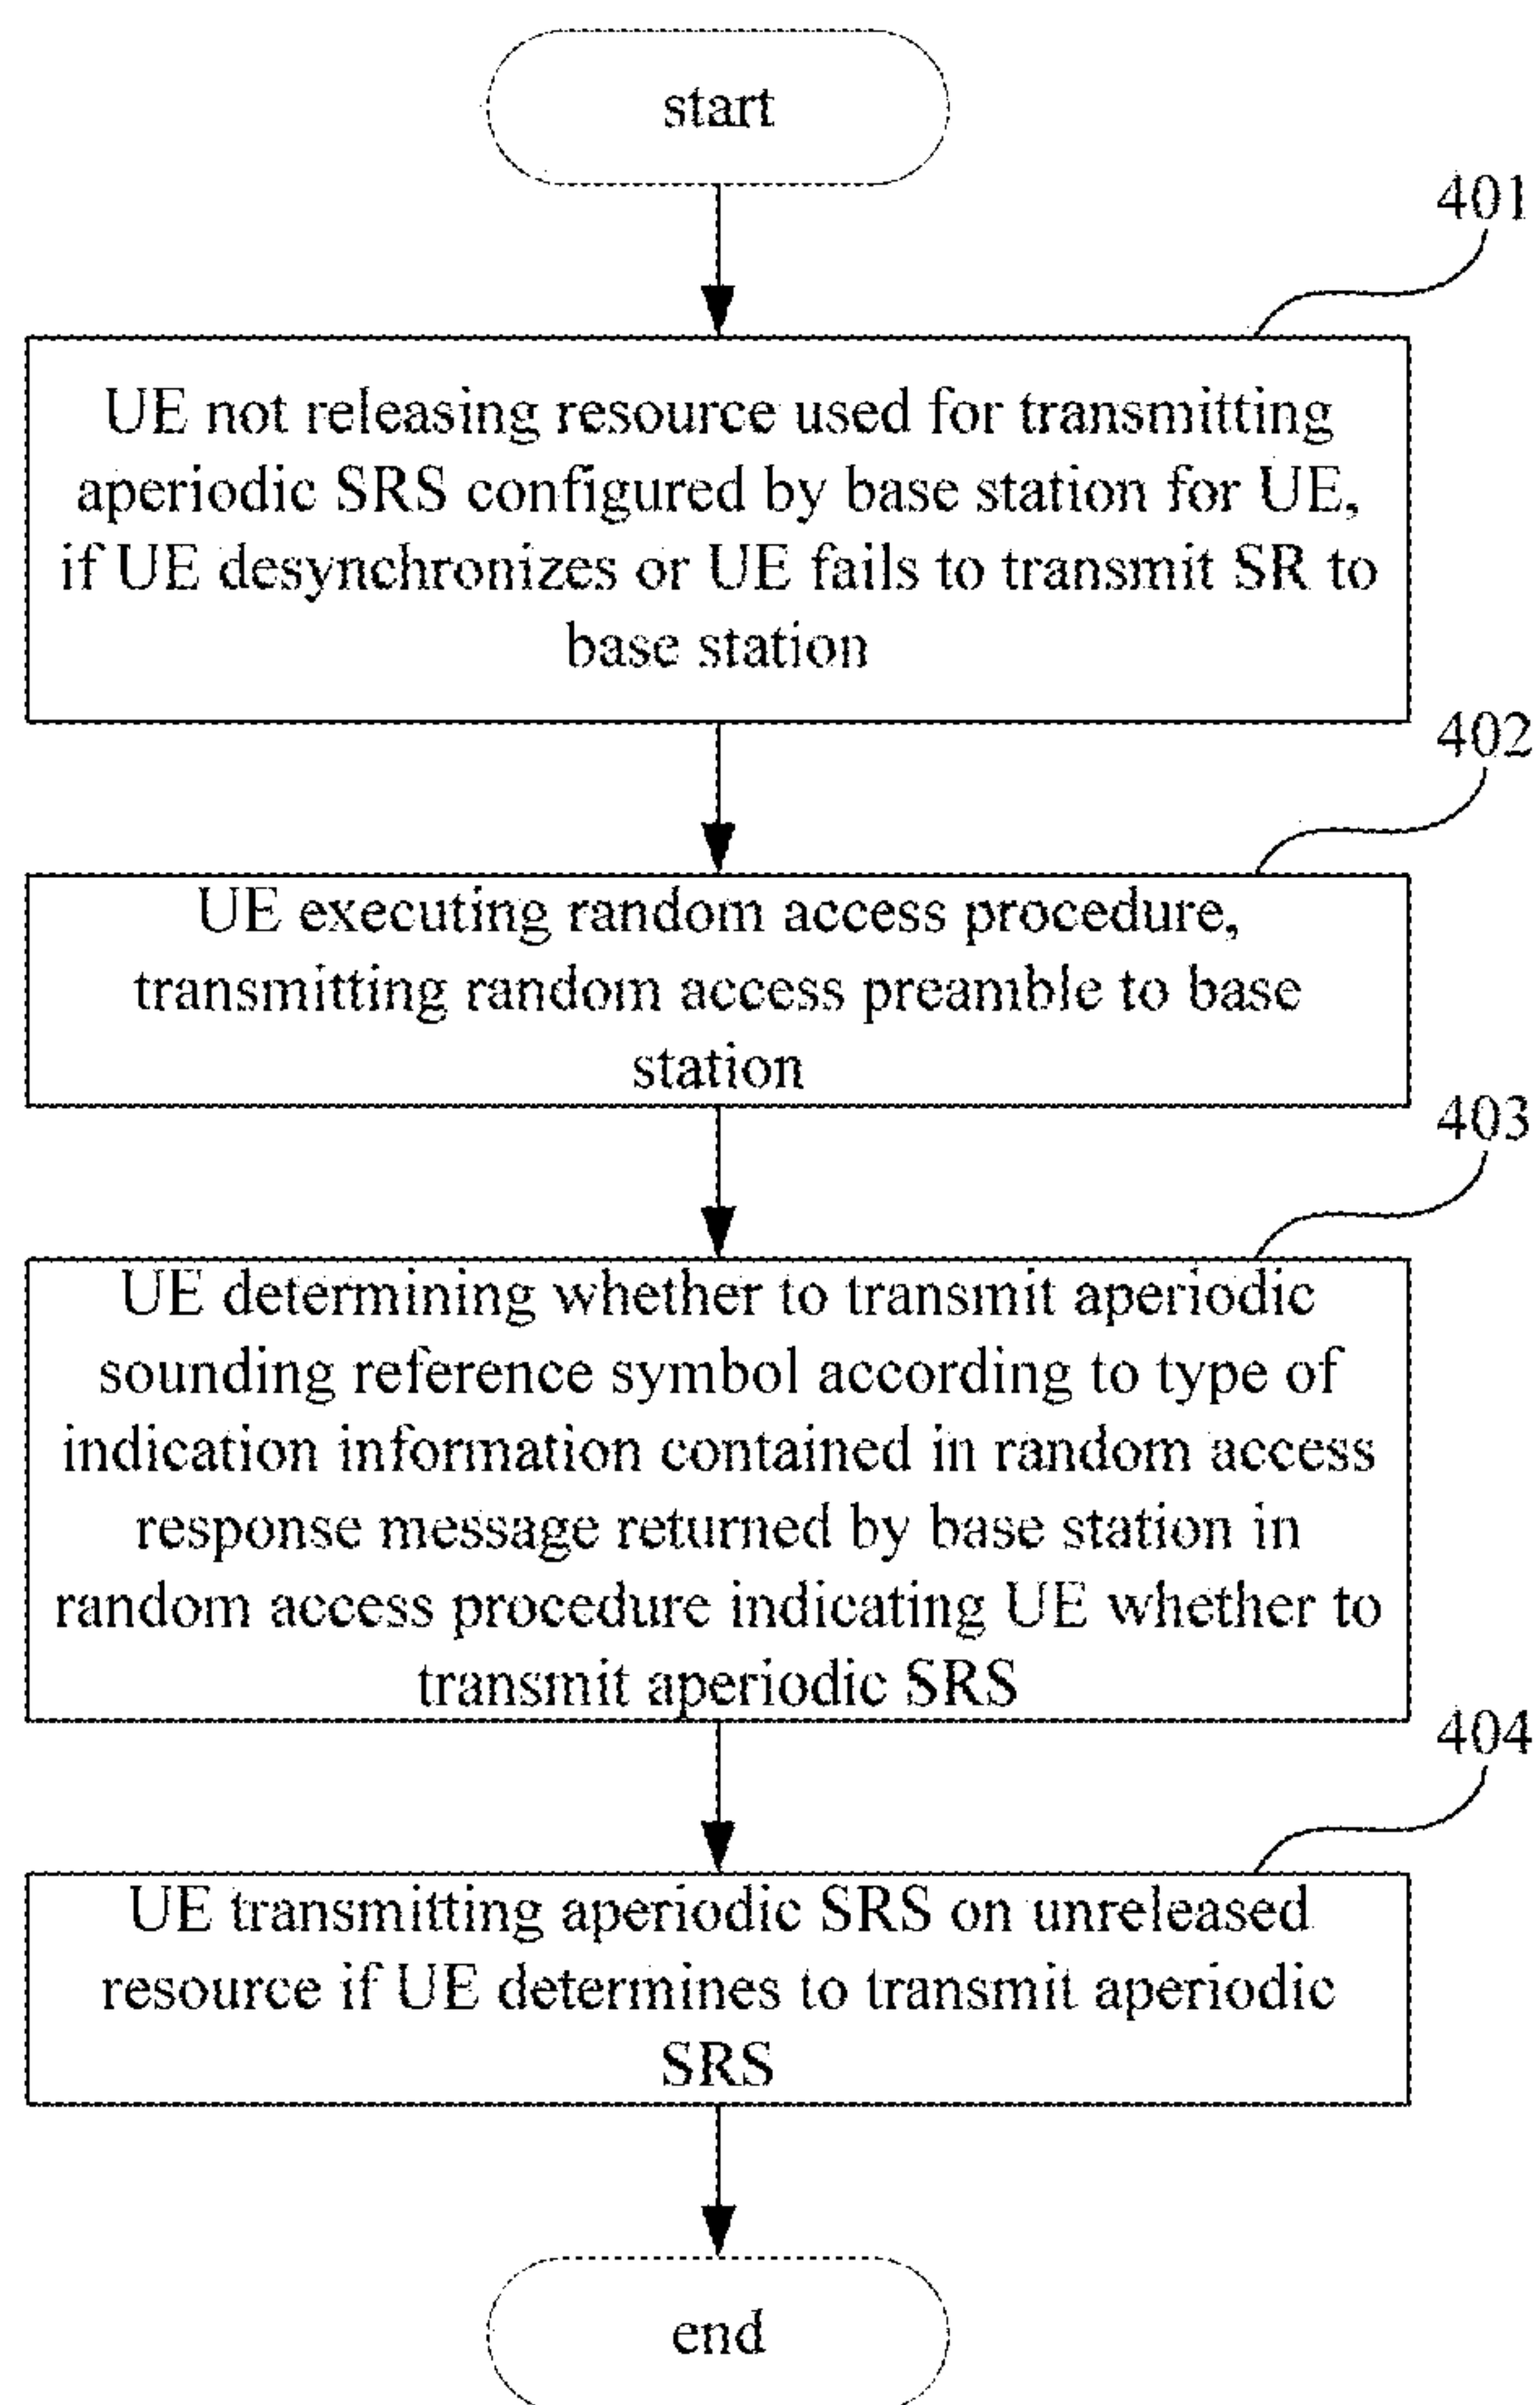 start
401
UE not releasing resource used for transmitting
aperiodic SRS configured by base station for UE,
if UE desynchronizes or UE fails to transmit SR to
base station
402
UE executing random access procedure,
transmitting random access preamble to base
station
403
UE determining whether to transmit aperiodic
sounding reference symbol according to type of
indication information contained in random access
response message returned by base station in
random access procedure indicating UE whether to
transmit aperiodic SRS
404
UE transmitting aperiodic SRS on unreleased
resource if UE determines to transmit aperiodic
SRS
end